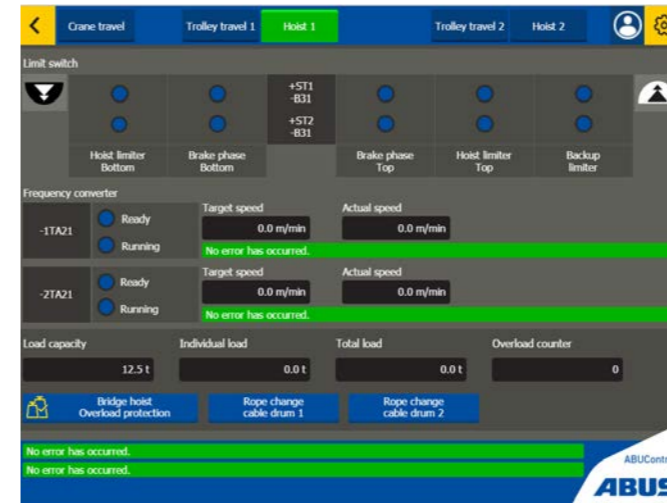 Crane travel
Trolley travel 1
Hoist 1
Trolley travel 2
Hoist 2
Limit switch
+ST1
-B31
+ST2
-B31
Hoist limiter
Bottom
Brake phase
Bottom
Brake phase
Top
Hoist limiter
Top
Backup
limiter
Frequency converter
-1TA21
Ready
Running
Target speed
0.0 m/min
Actual speed
0.0 m/min
No error has occurred.
-2TA21
Ready
Running
Target speed
0.0 m/min
Actual speed
0.0 m/min
No error has occurred.
Load capacity
12.5 t
Individual load
0.0 t
Total load
0.0 t
Overload counter
0
Bridge hoist
Overload protection
Rope change
cable drum 1
Rope change
cable drum 2
No error has occurred.
No error has occurred.
ABUContr
ABUS